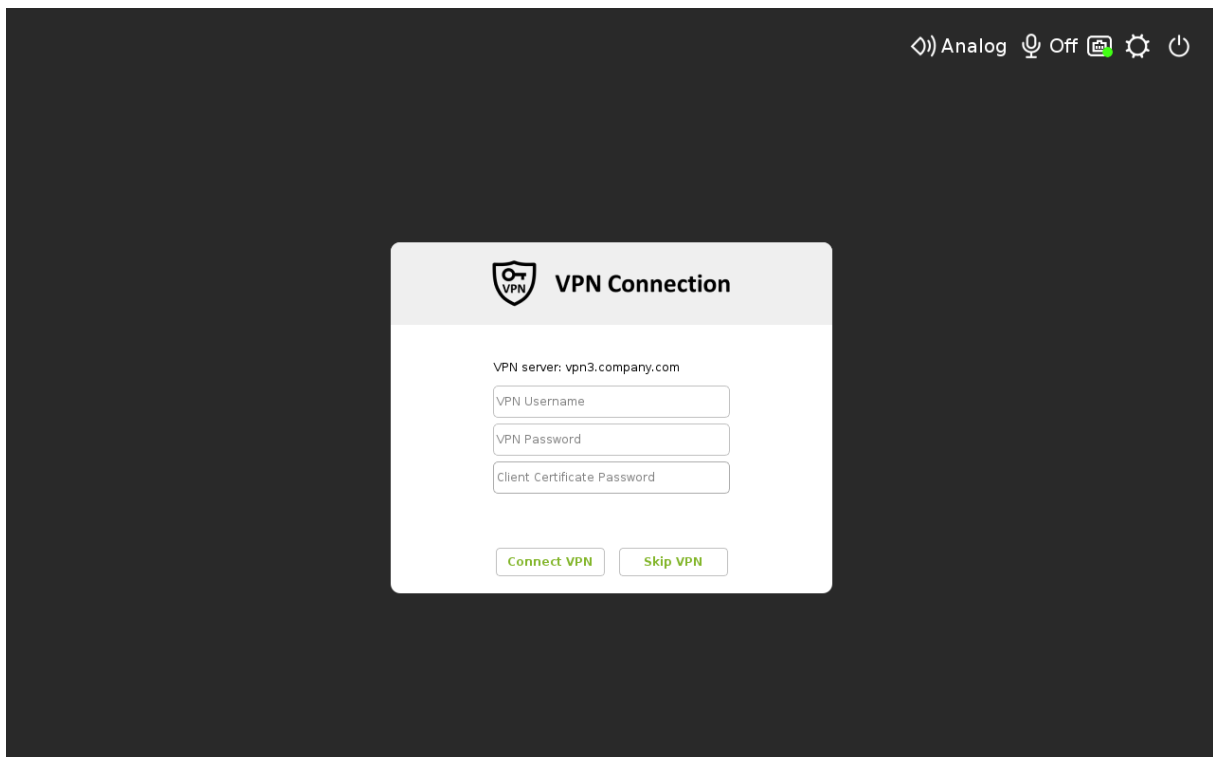 Analog Off
VPN
VPN Connection
VPN server: vpn3.company.com
VPN Username
VPN Password
Client Certificate Password
Connect VPN Skip VPN